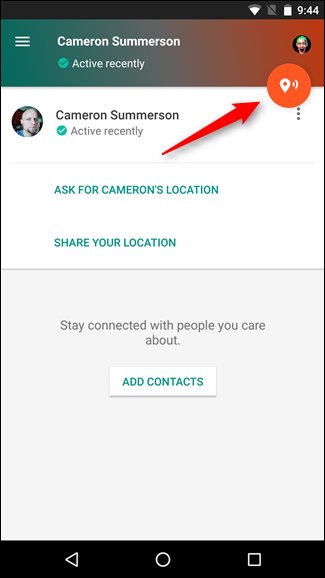 9:44
Cameron Summerson
Active recently
Cameron Summerson
Active recently
ASK FOR CAMERON'S LOCATION
SHARE YOUR LOCATION
Stay connected with people you care
about.
ADD CONTACTS